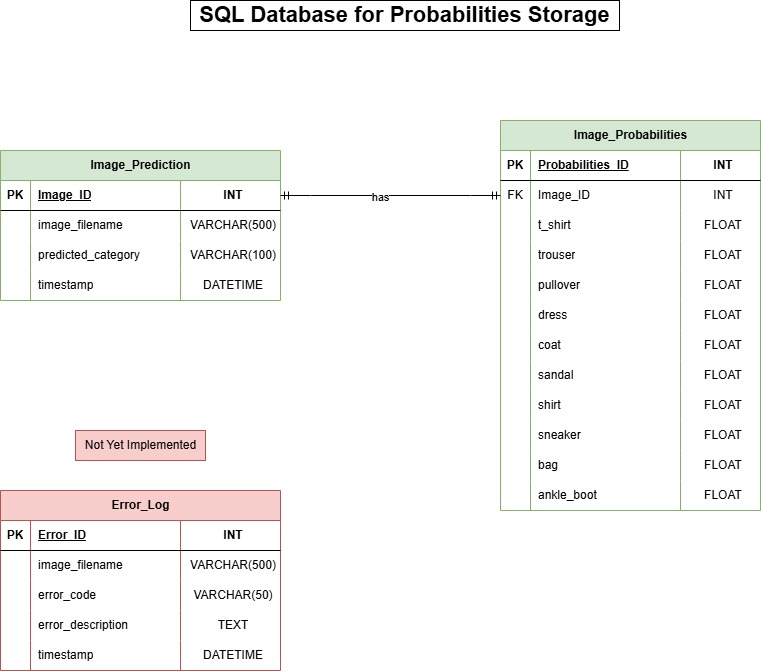 SQL Database for Probabilities Storage
Image_Prediction
PK Image_ID INT
image_filename VARCHAR(500)
predicted_category VARCHAR(100)
timestamp DATETIME
has
Image_Probabilities
PK Probabilities_ID INT
FK Image_ID INT
t_shirt FLOAT
trouser FLOAT
pullover FLOAT
dress FLOAT
coat FLOAT
sandal FLOAT
shirt FLOAT
sneaker FLOAT
bag FLOAT
ankle_boot FLOAT
Not Yet Implemented
Error_Log
PK Error_ID INT
image_filename VARCHAR(500)
error_code VARCHAR(50)
error_description TEXT
timestamp DATETIME